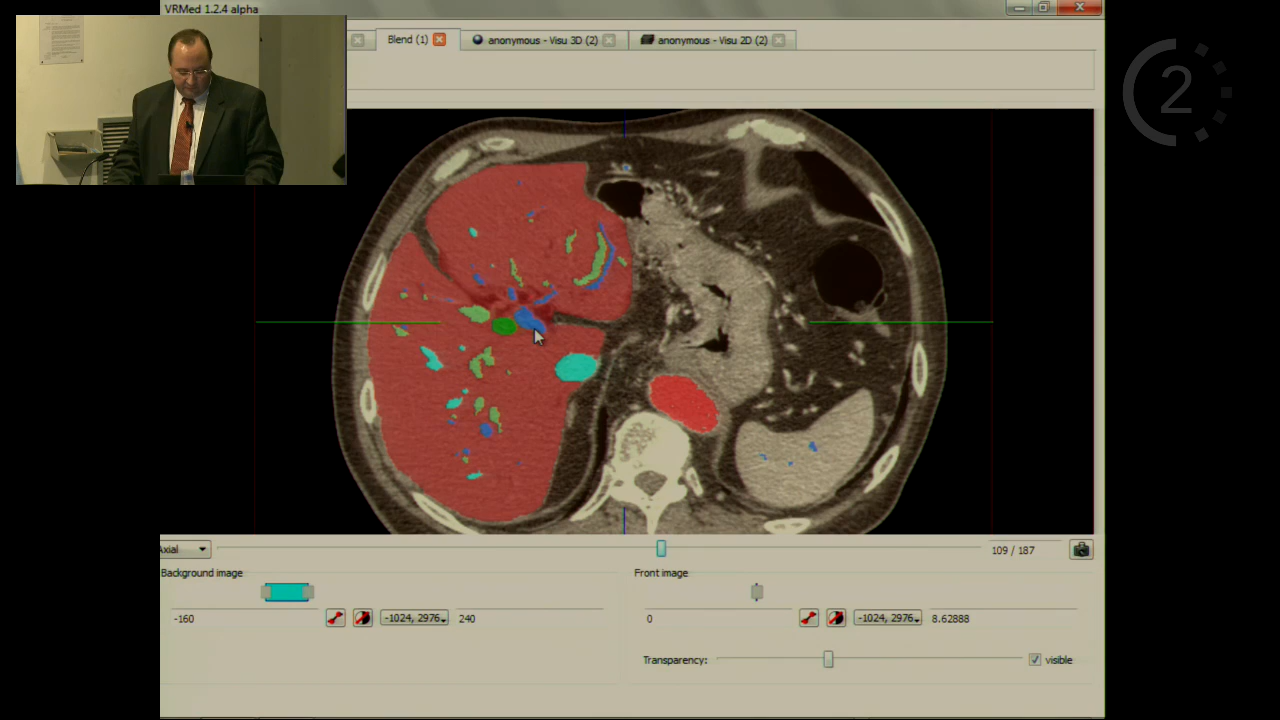 VRMed 1.2.4 alpha
Blend (1)
anonymous - Visu 3D (2)
anonymous - Visu 2D (2)
2
Axial
109 / 187
Background image
Front image
-160
-1024, 2976
240
0
-1024, 2976
8.62888
Transparency:
visible